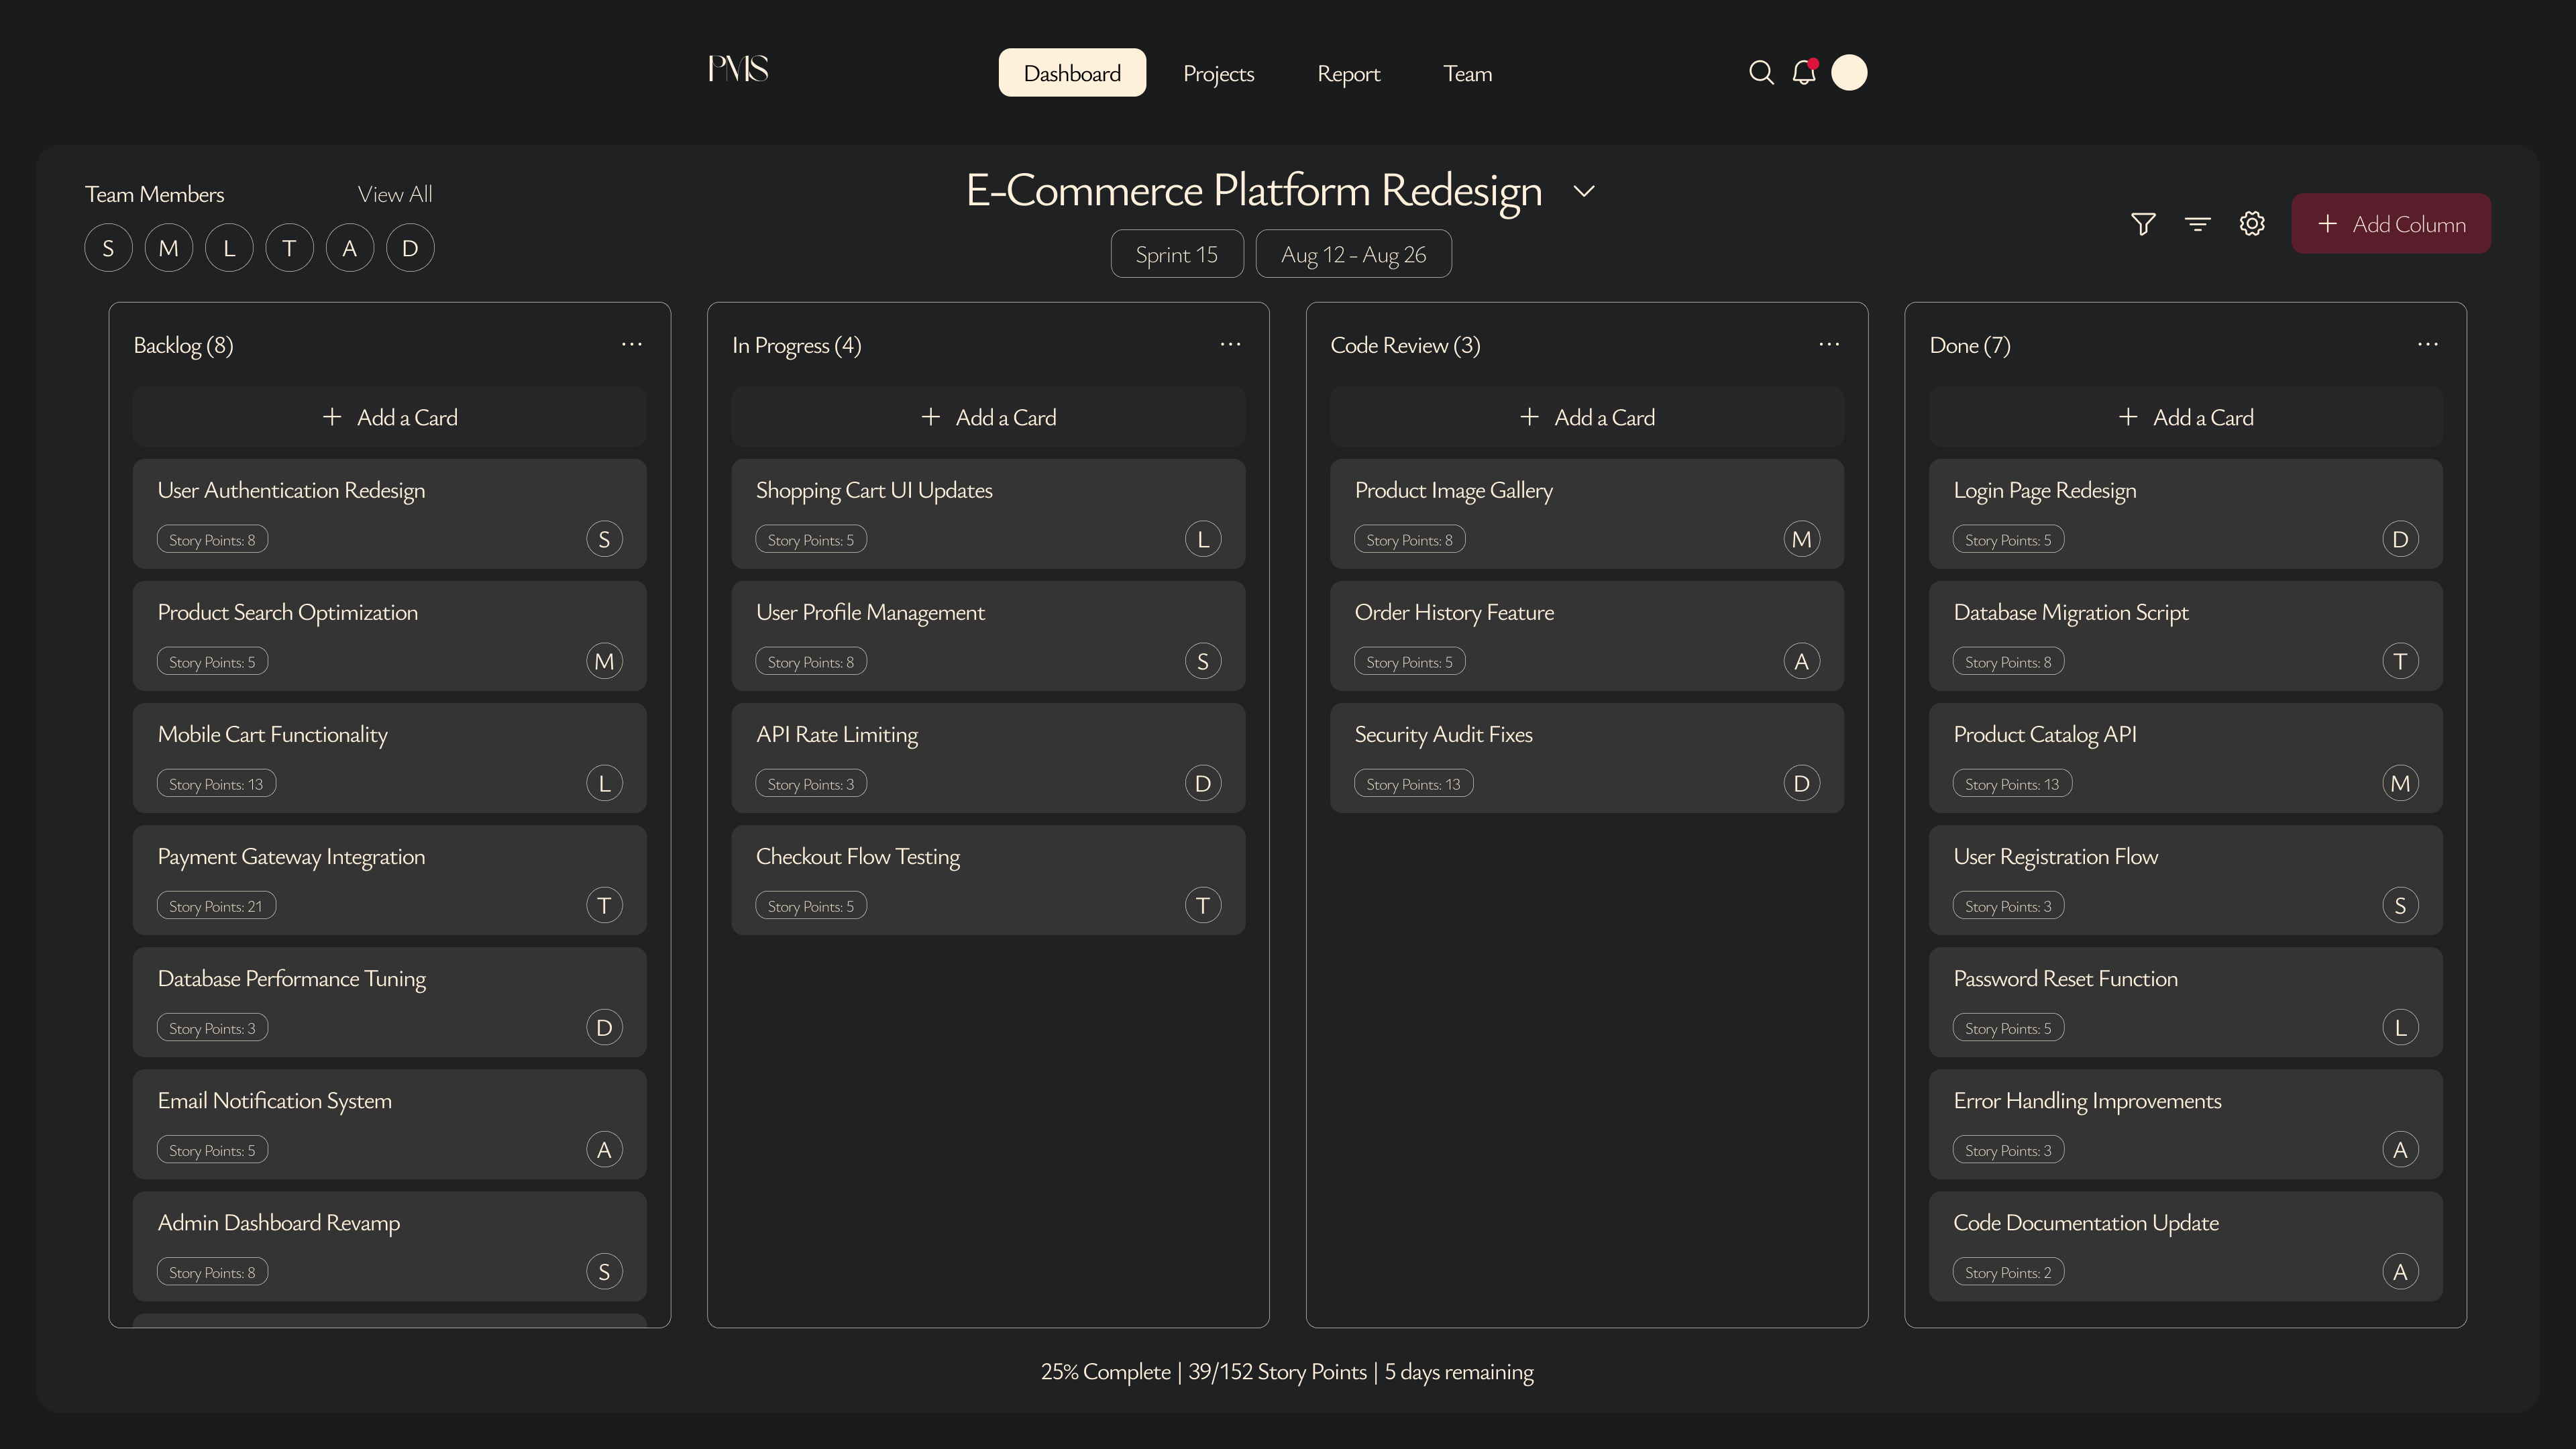 PMS
Dashboard
Projects
Report
Team
Team Members
View All
S
M
L
T
A
D
E-Commerce Platform Redesign
Sprint 15
Aug 12 - Aug 26
+ Add Column
Backlog (8)
...
+ Add a Card
User Authentication Redesign
Story Points: 8
S
Product Search Optimization
Story Points: 5
M
Mobile Cart Functionality
Story Points: 13
L
Payment Gateway Integration
Story Points: 21
T
Database Performance Tuning
Story Points: 3
D
Email Notification System
Story Points: 5
A
Admin Dashboard Revamp
Story Points: 8
S
In Progress (4)
...
+ Add a Card
Shopping Cart UI Updates
Story Points: 5
L
User Profile Management
Story Points: 8
S
API Rate Limiting
Story Points: 3
D
Checkout Flow Testing
Story Points: 5
T
Code Review (3)
...
+ Add a Card
Product Image Gallery
Story Points: 8
M
Order History Feature
Story Points: 5
A
Security Audit Fixes
Story Points: 13
D
Done (7)
...
+ Add a Card
Login Page Redesign
Story Points: 5
D
Database Migration Script
Story Points: 8
T
Product Catalog API
Story Points: 13
M
User Registration Flow
Story Points: 3
S
Password Reset Function
Story Points: 5
L
Error Handling Improvements
Story Points: 3
A
Code Documentation Update
Story Points: 2
A
25% Complete | 39/152 Story Points | 5 days remaining